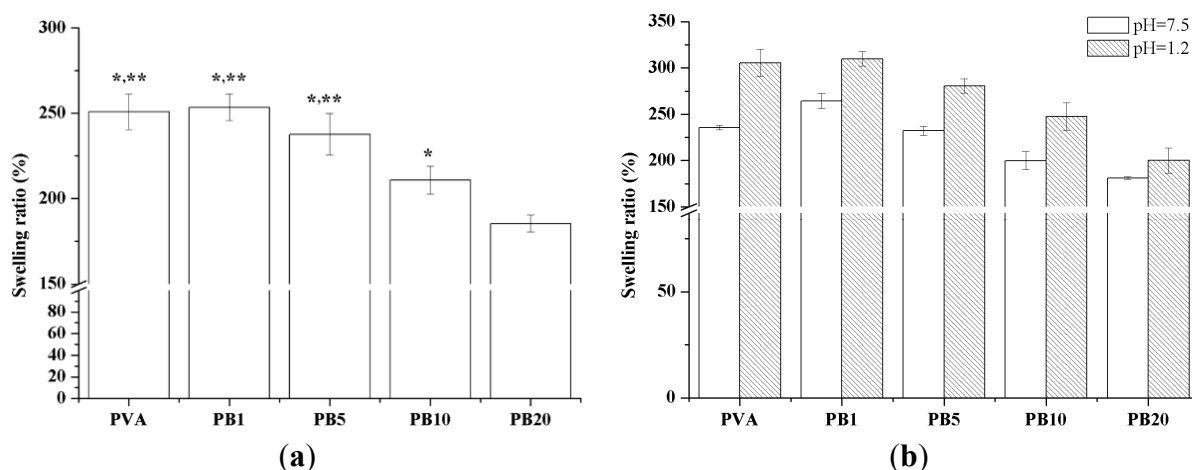 Swelling ratio (%)
300
250
200
150
80
60
40
20
0
*,**
*,**
*,**
*
PVA PB1 PB5 PB10 PB20
(a)
Swelling ratio (%)
350
300
250
200
150
50
0
pH=7.5
pH=1.2
PVA PB1 PB5 PB10 PB20
(b)